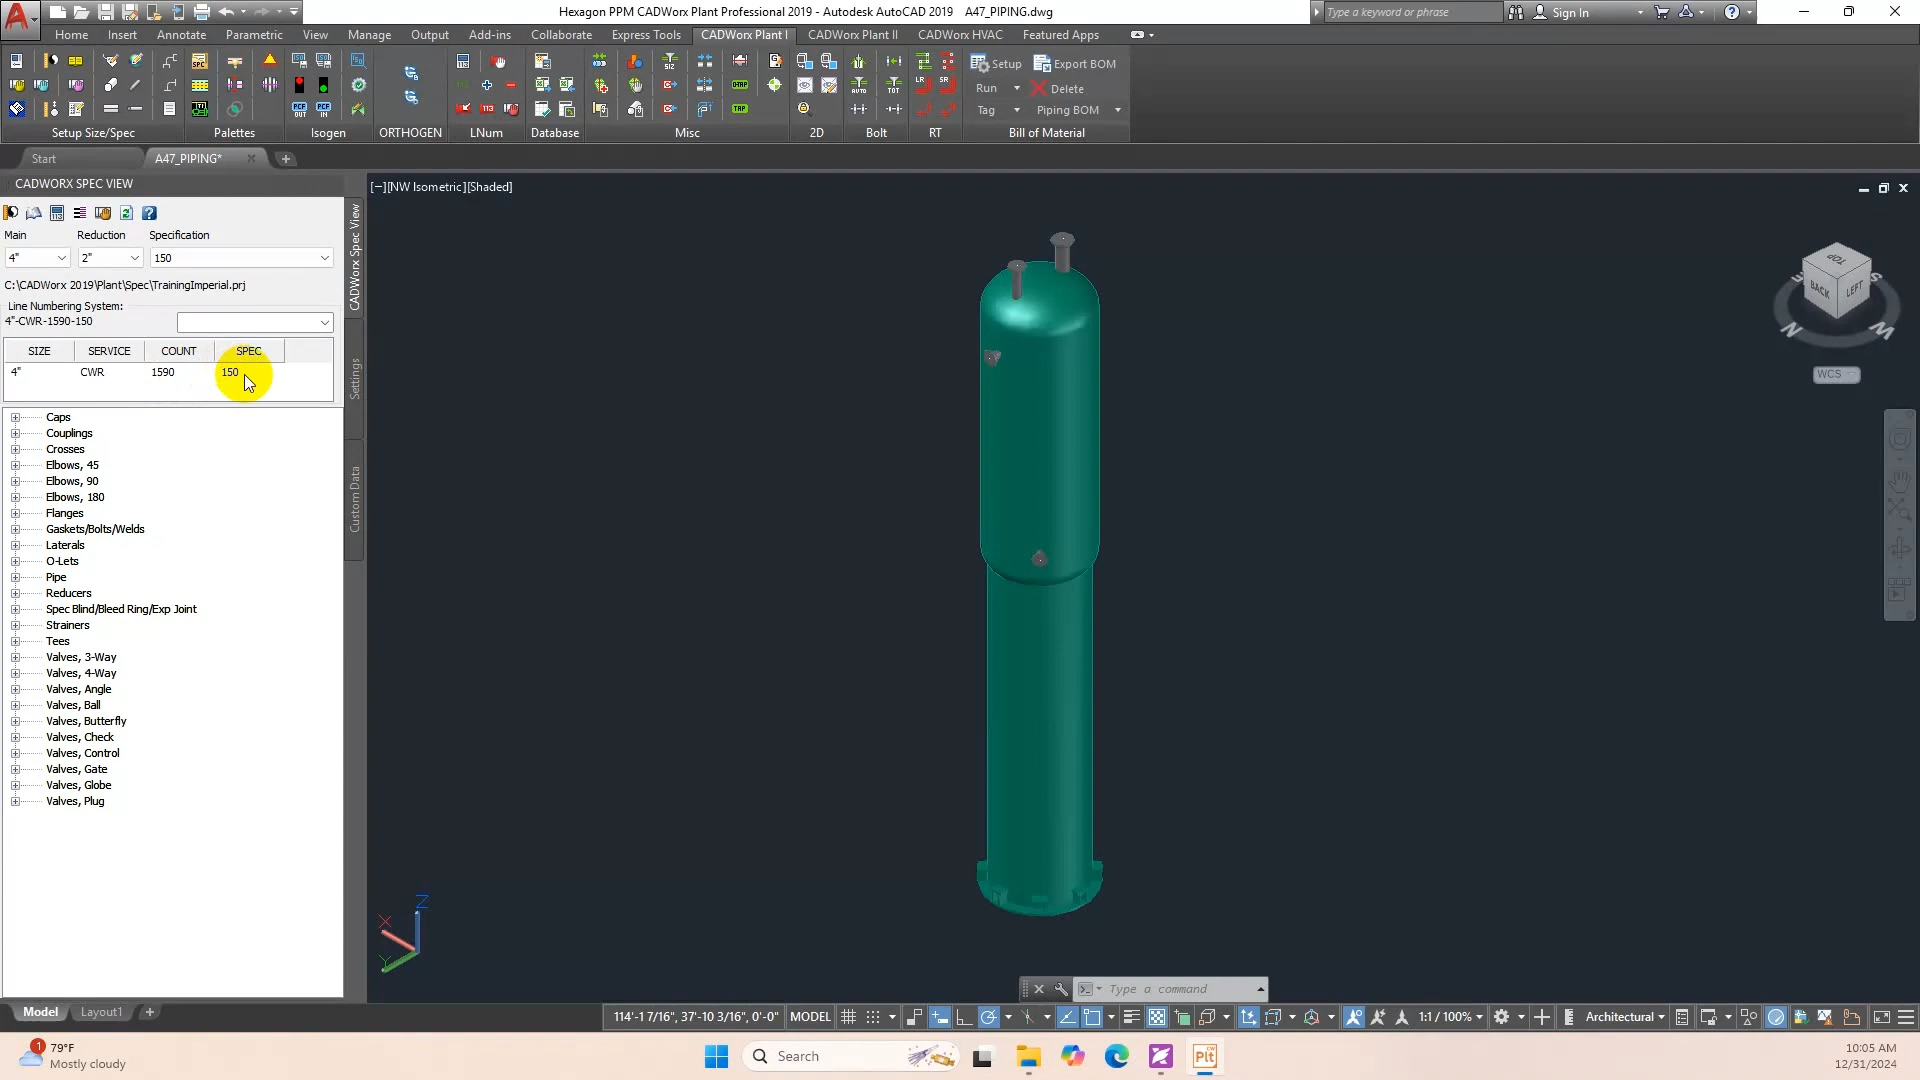 Hexagon PPM CADWorx Plant Professional 2019 - Autodesk AutoCAD 2019 A47_PIPING.dwg
Type a keyword or phrase
Sign In
Home Insert Annotate Parametric View Manage Output Add-ins Collaborate Express Tools CADWorx Plant I CADWorx Plant II CADWorx HVAC Featured Apps
Setup
Export BOM
Run
Delete
Tag
Piping BOM
Setup Size/Spec Palettes Isogen ORTHOGEN LNum Database Misc 2D Bolt RT Bill of Material
Start
A47_PIPING*
CADWORX SPEC VIEW
[−][NW Isometric][Shaded]
Main Reduction Specification
4" 2" 150
C:\CADWorx 2019\Plant\Spec\TrainingImperial.prj
Line Numbering System:
4"-CWR-1590-150
SIZE SERVICE COUNT SPEC
4" CWR 1590 150
Caps
Couplings
Crosses
Elbows, 45
Elbows, 90
Elbows, 180
Flanges
Gaskets/Bolts/Welds
Laterals
O-Lets
Pipe
Reducers
Spec Blind/Bleed Ring/Exp Joint
Strainers
Tees
Valves, 3-Way
Valves, 4-Way
Valves, Angle
Valves, Ball
Valves, Butterfly
Valves, Check
Valves, Control
Valves, Gate
Valves, Globe
Valves, Plug
CADWorx Spec View
Settings
Custom Data
TOP
BACK
LEFT
N
WCS
Z
X
Y
Type a command
Model Layout1
114'-1 7/16", 37'-10 3/16", 0'-0" MODEL
1:1 / 100%
Architectural
1
79°F
Mostly cloudy
Search
Plt
10:05 AM
12/31/2024